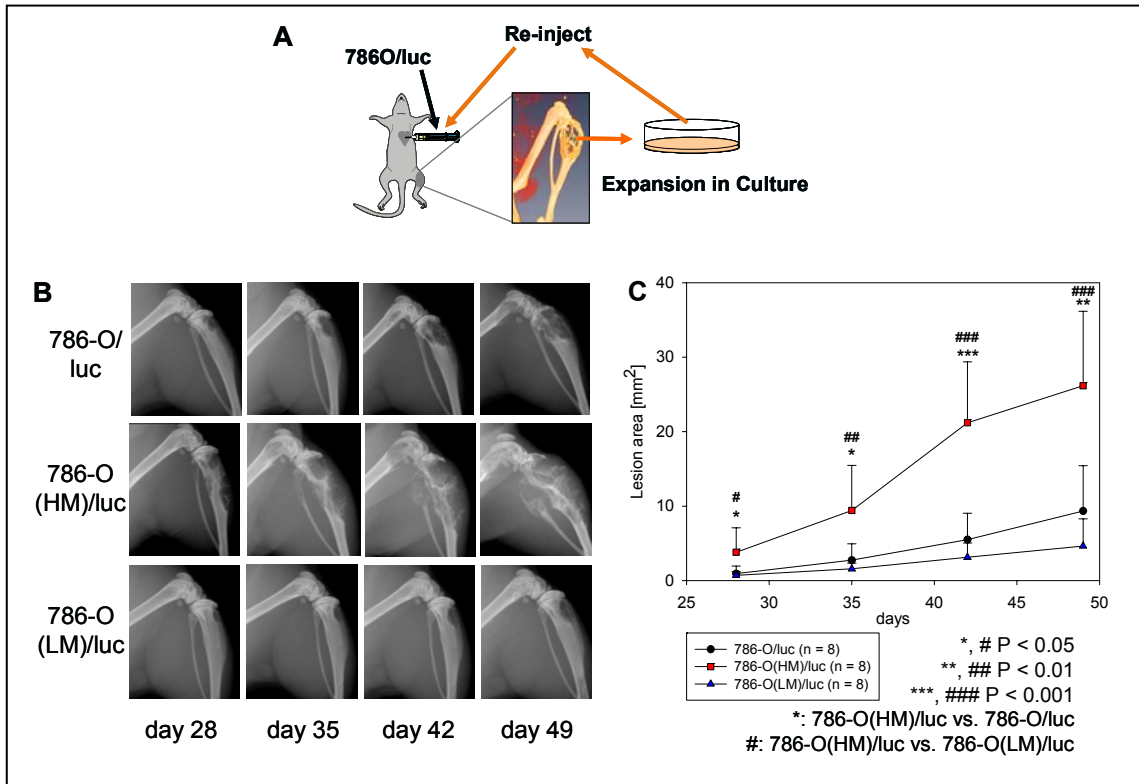 A
786O/luc
Re-inject
Expansion in Culture
B
786-O/
luc
786-O
(HM)/luc
786-O
(LM)/luc
day 28
day 35
day 42
day 49
C
Lesion area [mm²]
40
30
20
10
0
#
*
##
*
###
***
###
**
25
30
35
40
45
50
days
786-O/luc (n = 8)
786-O(HM)/luc (n = 8)
786-O(LM)/luc (n = 8)
*, # P < 0.05
**, ## P < 0.01
***, ### P < 0.001
*: 786-O(HM)/luc vs. 786-O/luc
#: 786-O(HM)/luc vs. 786-O(LM)/luc